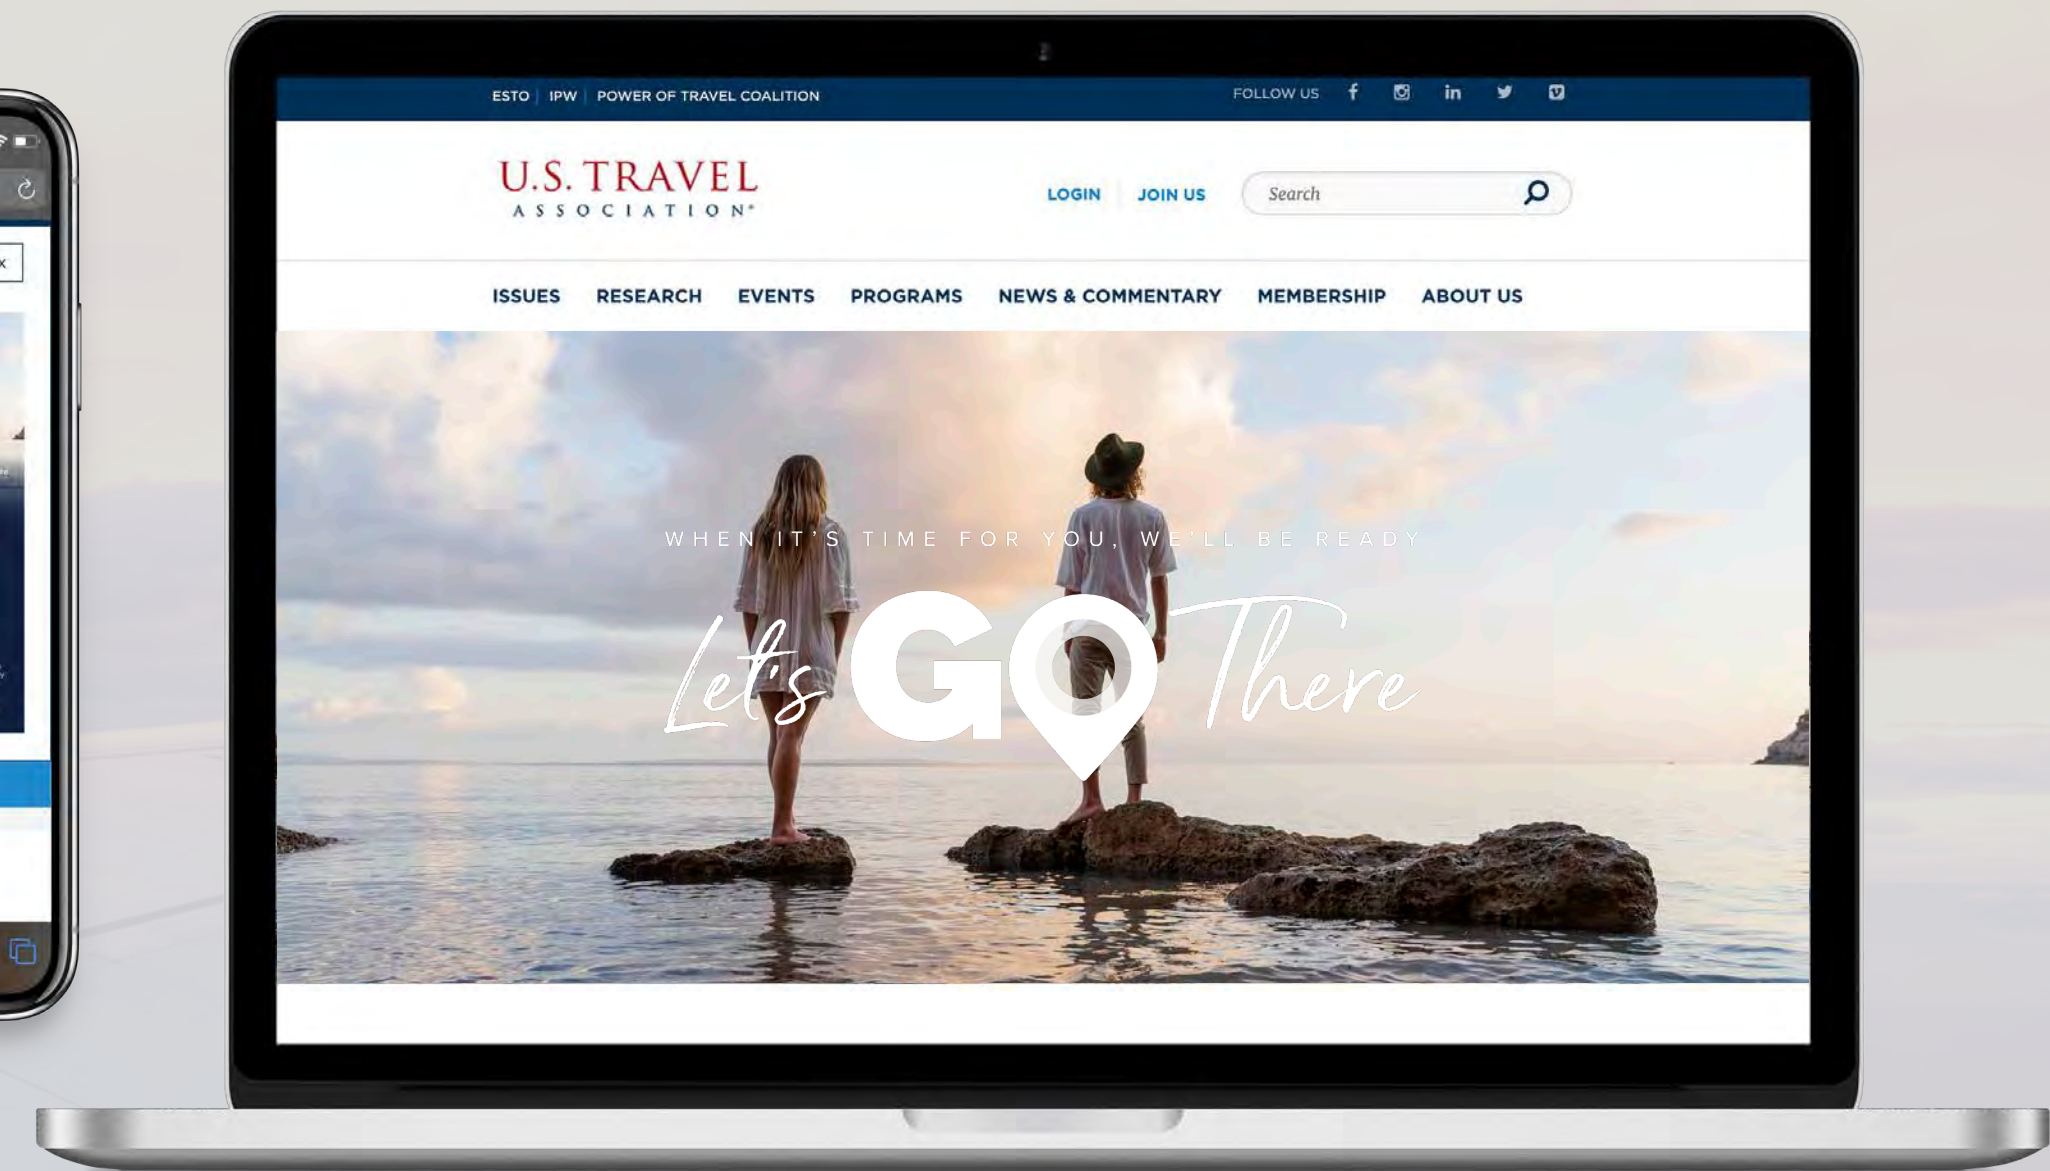 ESTO | IPW | POWER OF TRAVEL COALITION
FOLLOW US
U.S. TRAVEL
ASSOCIATION®
LOGIN
JOIN US
Search
ISSUES RESEARCH EVENTS PROGRAMS NEWS & COMMENTARY MEMBERSHIP ABOUT US
WHEN IT'S TIME FOR YOU, WE'LL BE READY
Let's GO There